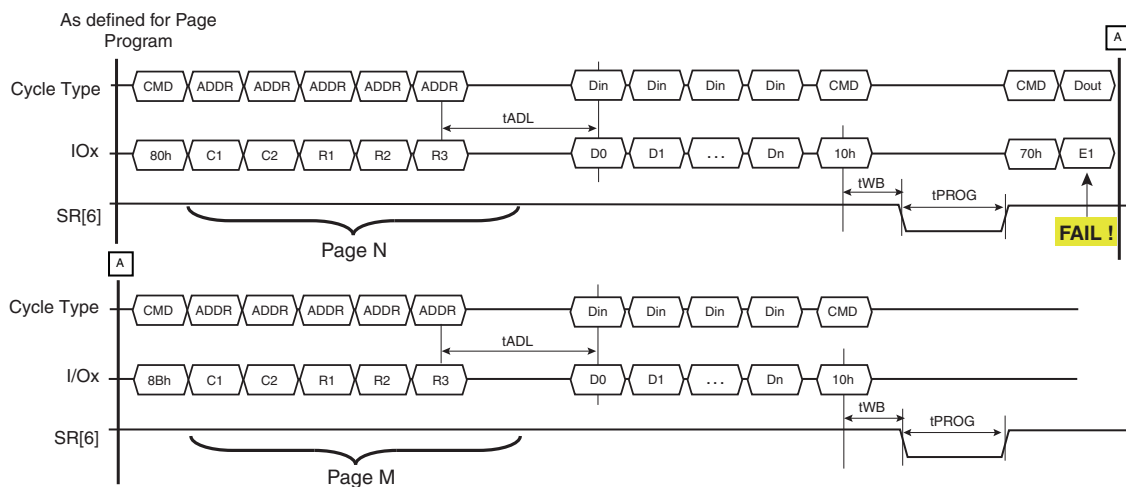 As defined for Page
Program
A
Cycle Type
CMD ADDR ADDR ADDR ADDR ADDR Din Din Din Din CMD CMD Dout
tADL
IOx
80h C1 C2 R1 R2 R3 D0 D1 ... Dn 10h 70h E1
tWB tPROG
SR[6]
Page N
FAIL !
A
Cycle Type
CMD ADDR ADDR ADDR ADDR ADDR Din Din Din Din CMD
tADL
I/Ox
8Bh C1 C2 R1 R2 R3 D0 D1 ... Dn 10h
tWB tPROG
SR[6]
Page M